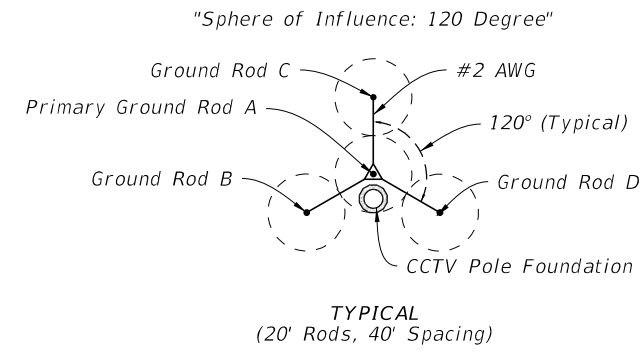 "Sphere of Influence: 120 Degree"
Ground Rod C
#2 AWG
Primary Ground Rod A
120° (Typical)
Ground Rod B
Ground Rod D
CCTV Pole Foundation
TYPICAL
(20' Rods, 40' Spacing)